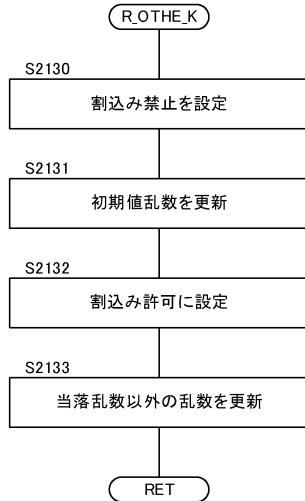 R_OTHE_K
S2130
割込み禁止を設定
S2131
初期値乱数を更新
S2132
割込み許可に設定
S2133
当落乱数以外の乱数を更新
RET